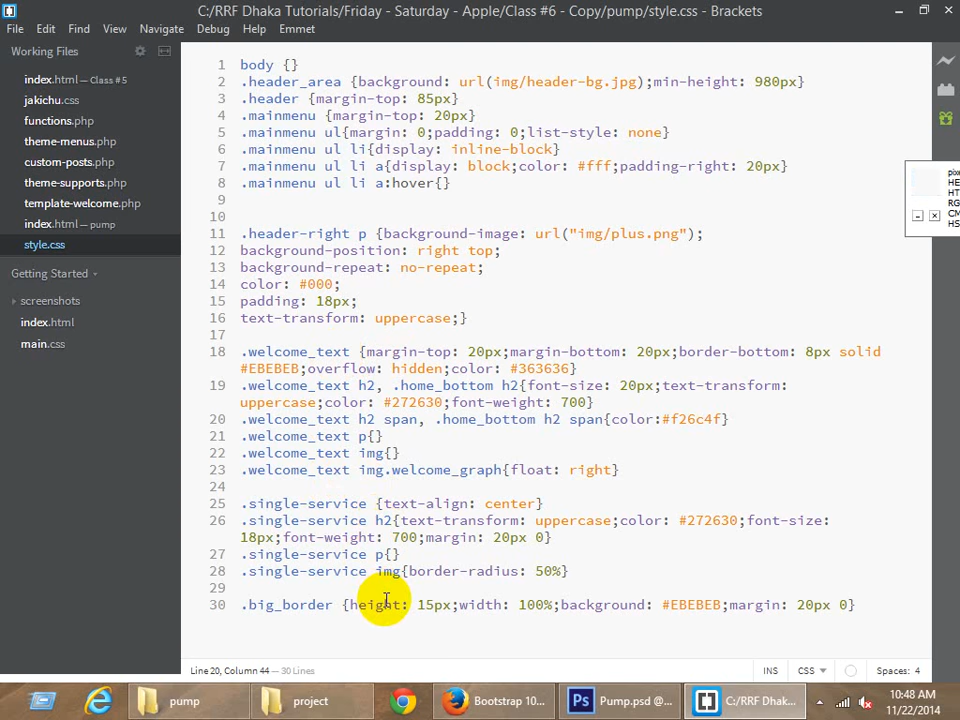 C:/RRF Dhaka Tutorials/Friday - Saturday - Apple/Class #6 - Copy/pump/style.css - Brackets
File Edit Find View Navigate Debug Help Emmet
Working Files
index.html — Class #5
jakichu.css
functions.php
theme-menus.php
custom-posts.php
theme-supports.php
template-welcome.php
index.html — pump
style.css
Getting Started
screenshots
index.html
main.css
1 body {}
2 .header_area {background: url(img/header-bg.jpg);min-height: 980px}
3 .header {margin-top: 85px}
4 .mainmenu {margin-top: 20px}
5 .mainmenu ul{margin: 0;padding: 0;list-style: none}
6 .mainmenu ul li{display: inline-block}
7 .mainmenu ul li a{display: block;color: #fff;padding-right: 20px}
8 .mainmenu ul li a:hover{}
9
10
11 .header-right p {background-image: url("img/plus.png");
12 background-position: right top;
13 background-repeat: no-repeat;
14 color: #000;
15 padding: 18px;
16 text-transform: uppercase;}
17
18 .welcome_text {margin-top: 20px;margin-bottom: 20px;border-bottom: 8px solid
#EBEBEB;overflow: hidden;color: #363636}
19 .welcome_text h2, .home_bottom h2{font-size: 20px;text-transform:
uppercase;color: #272630;font-weight: 700}
20 .welcome_text h2 span, .home_bottom h2 span{color:#f26c4f}
21 .welcome_text p{}
22 .welcome_text img{}
23 .welcome_text img.welcome_graph{float: right}
24
25 .single-service {text-align: center}
26 .single-service h2{text-transform: uppercase;color: #272630;font-size:
18px;font-weight: 700;margin: 20px 0}
27 .single-service p{}
28 .single-service img{border-radius: 50%}
29
30 .big_border {height: 15px;width: 100%;background: #EBEBEB;margin: 20px 0}
pixe
HE
HT
RG
CM
HS
Line 20, Column 44 — 30 Lines
INS CSS Spaces: 4
pump
project
Bootstrap 10...
Pump.psd @...
C:/RRF Dhak...
10:48 AM
11/22/2014